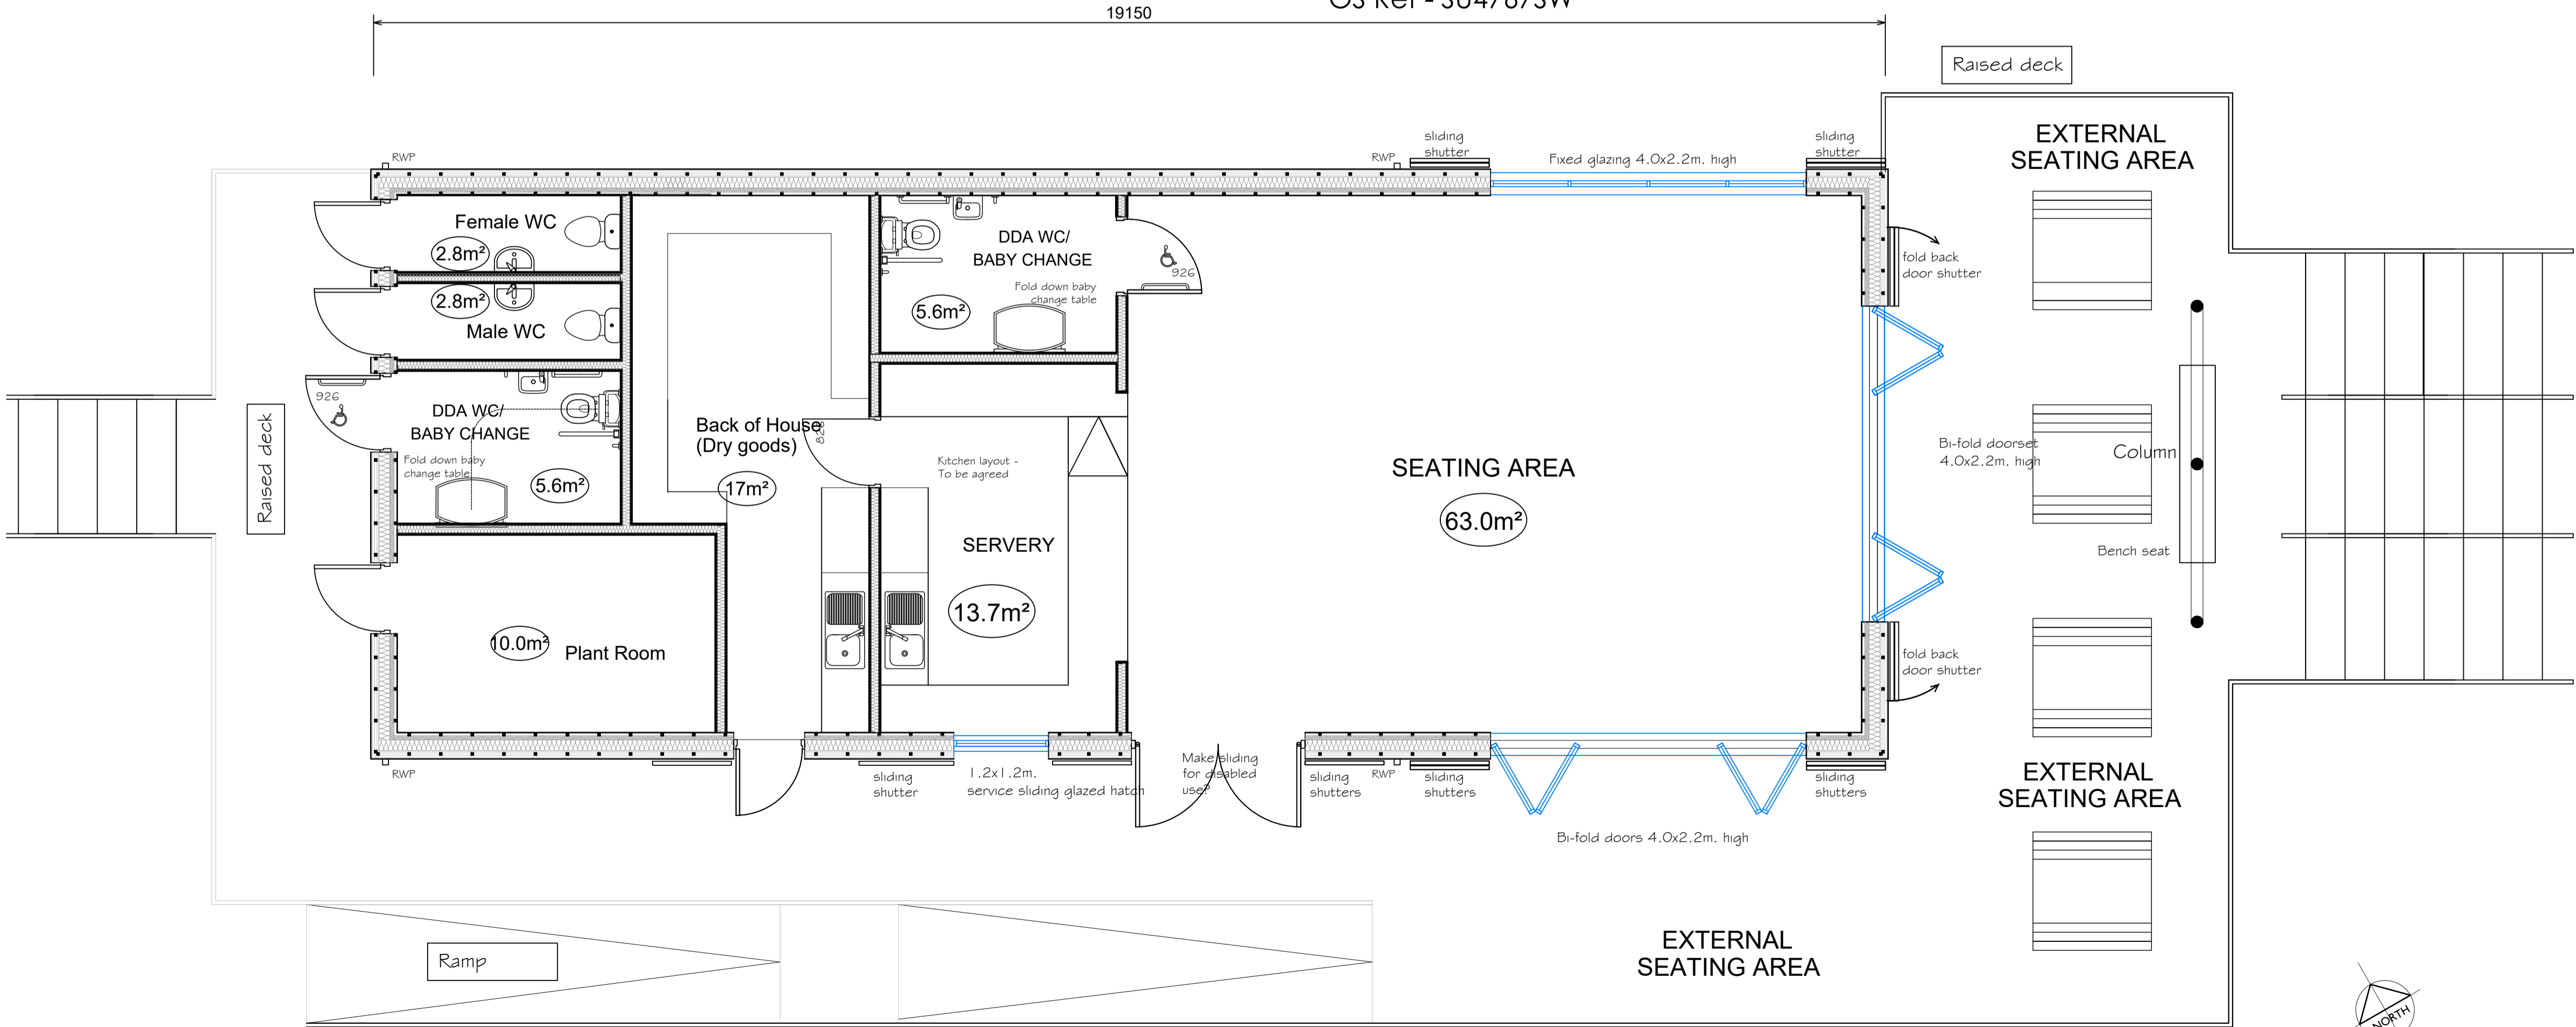 19150
Raised deck
EXTERNAL
SEATING AREA
RWP
RWP
sliding
shutter
Fixed glazing 4.0x2.2m. high
sliding
shutter
Female WC
2.8m²
2.8m²
Male WC
DDA WC/
BABY CHANGE
926
Fold down baby
change table
5.6m²
fold back
door shutter
926
DDA WC/
BABY CHANGE
Fold down baby
change table
5.6m²
Raised deck
Back of House
(Dry goods)
17m²
Kitchen layout -
To be agreed
SEATING AREA
63.0m²
Bi-fold doorset
4.0x2.2m. high
Column
Bench seat
SERVERY
13.7m²
10.0m²
Plant Room
fold back
door shutter
RWP
sliding
shutter
1.2x1.2m.
service sliding glazed hatch
Make sliding
for disabled
use?
sliding
shutters
RWP
sliding
shutters
sliding
shutters
Bi-fold doors 4.0x2.2m. high
EXTERNAL
SEATING AREA
EXTERNAL
SEATING AREA
Ramp
NORTH